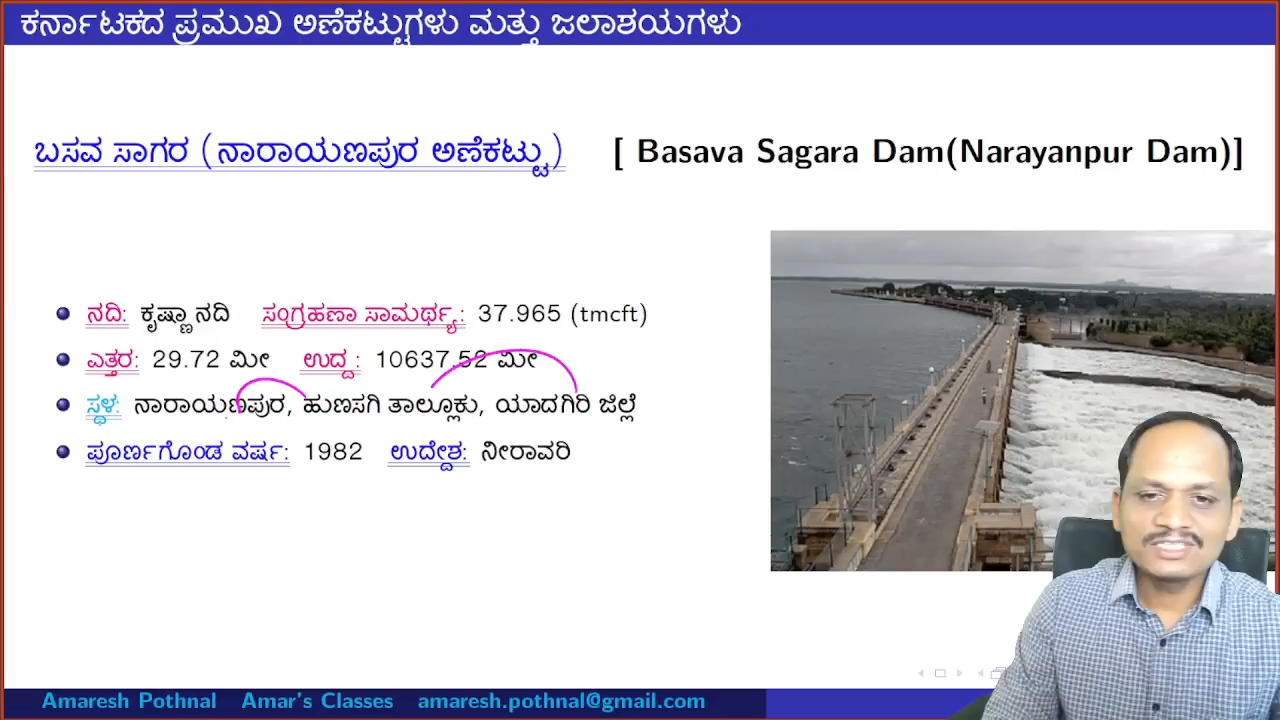 ಕರ್ನಾಟಕದ ಪ್ರಮುಖ ಅಣೆಕಟ್ಟುಗಳು ಮತ್ತು ಜಲಾಶಯಗಳು
ಬಸವ ಸಾಗರ (ನಾರಾಯಣಪುರ ಅಣೆಕಟ್ಟು) [ Basava Sagara Dam(Narayanpur Dam)]
ನದಿ: ಕೃಷ್ಣಾ ನದಿ ಸಂಗ್ರಹಣಾ ಸಾಮರ್ಥ್ಯ: 37.965 (tmcft)
ಎತ್ತರ: 29.72 ಮೀ ಉದ್ದ : 10637.52 ಮೀ
ಸ್ಥಳ: ನಾರಾಯಣಪುರ, ಹುಣಸಗಿ ತಾಲ್ಲೂಕು, ಯಾದಗಿರಿ ಜಿಲ್ಲೆ
ಪೂರ್ಣಗೊಂಡ ವರ್ಷ: 1982 ಉದೇಶ: ನೀರಾವರಿ
Amaresh Pothnal Amar's Classes amaresh.pothnal@gmail.com